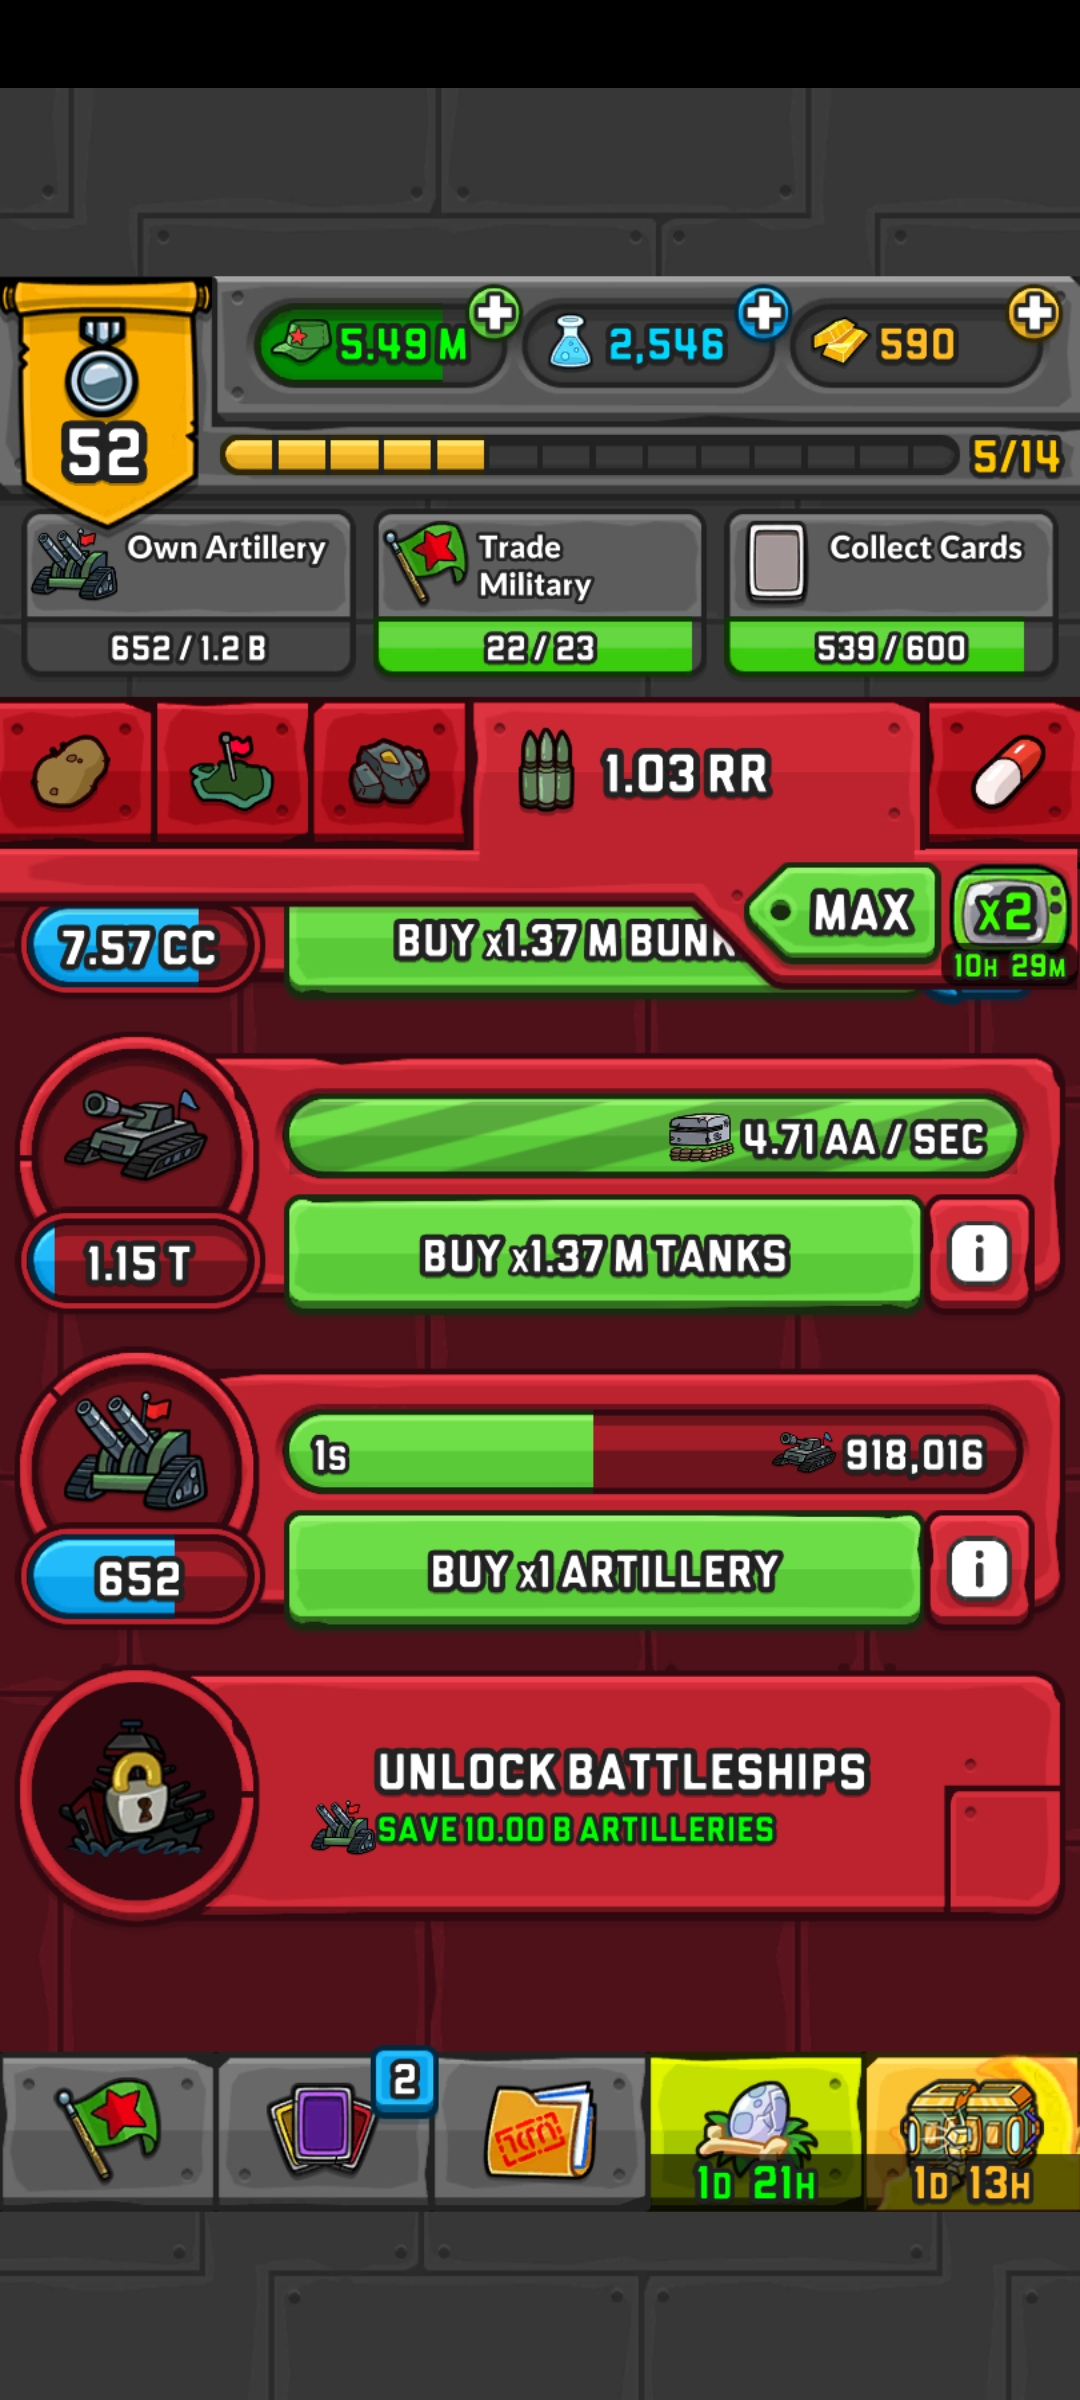 5.49 M
2,546
590
52
5/14
Own Artillery
652 / 1.2 B
Trade
Military
22 / 23
Collect Cards
539 / 600
1.03 RR
MAX
x2
10H 29M
7.57 CC
BUY x1.37 M
4.71 AA / SEC
1.15 T
BUY x1.37 M TANKS
i
1s
918,016
652
BUY x1 ARTILLERY
i
UNLOCK BATTLESHIPS
SAVE 10.00 B ARTILLERIES
2
1D 21H
1D 13H